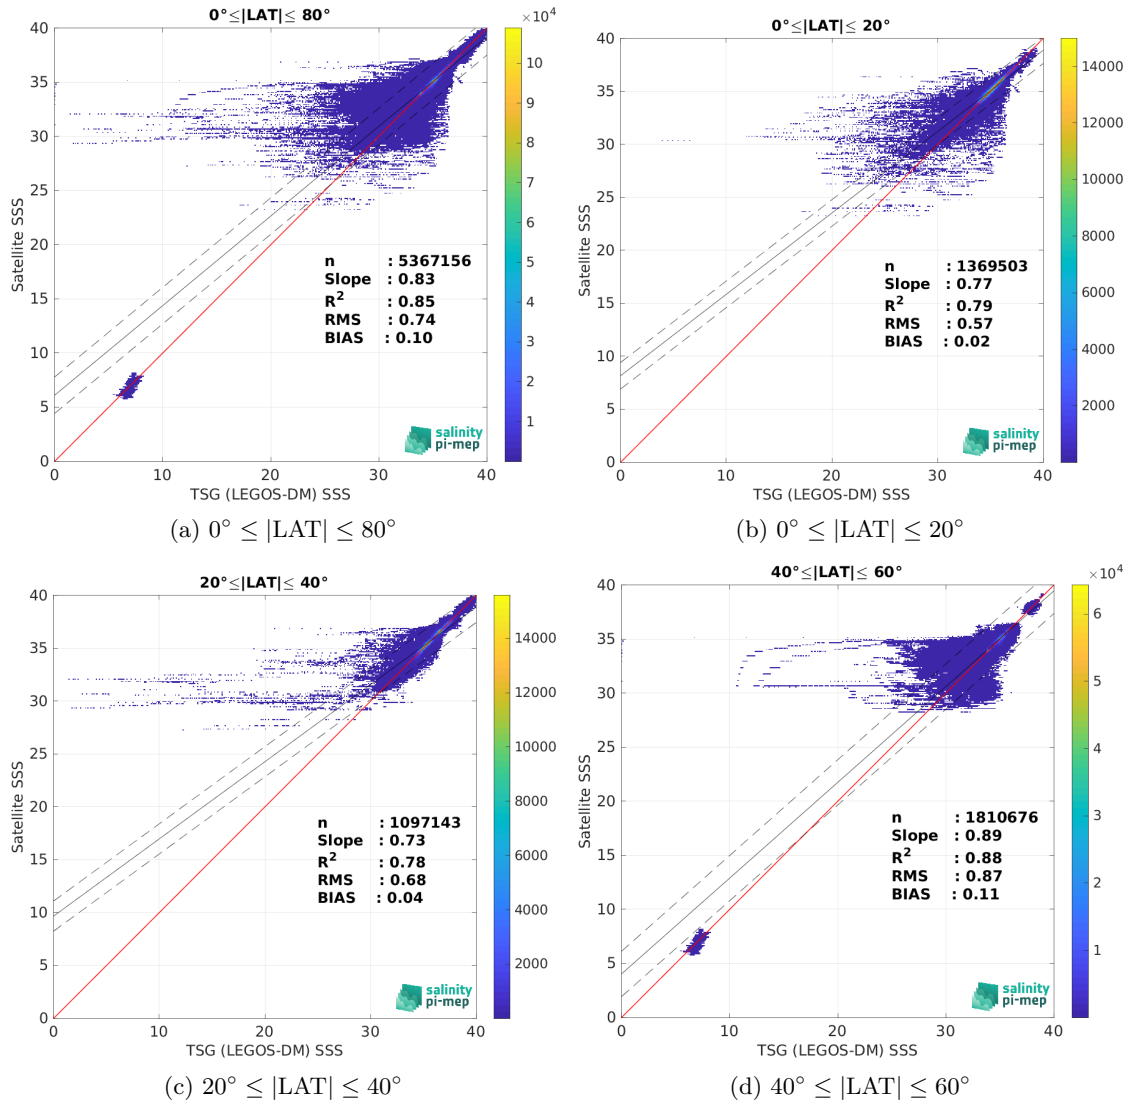 0°≤|LAT|≤ 80°
×10⁴
40
35
30
25
20
15
10
5
0
Satellite SSS
0
10
20
30
40
TSG (LEGOS-DM) SSS
n : 5367156
Slope : 0.83
R² : 0.85
RMS : 0.74
BIAS : 0.10
salinity
pi-mep
10
9
8
7
6
5
4
3
2
1
(a) 0° ≤ |LAT| ≤ 80°
0°≤|LAT|≤ 20°
40
35
30
25
20
15
10
5
0
Satellite SSS
0
10
20
30
40
TSG (LEGOS-DM) SSS
n : 1369503
Slope : 0.77
R² : 0.79
RMS : 0.57
BIAS : 0.02
salinity
pi-mep
14000
12000
10000
8000
6000
4000
2000
(b) 0° ≤ |LAT| ≤ 20°
20°≤|LAT|≤ 40°
40
35
30
25
20
15
10
5
0
Satellite SSS
0
10
20
30
40
TSG (LEGOS-DM) SSS
n : 1097143
Slope : 0.73
R² : 0.78
RMS : 0.68
BIAS : 0.04
salinity
pi-mep
14000
12000
10000
8000
6000
4000
2000
(c) 20° ≤ |LAT| ≤ 40°
40°≤|LAT|≤ 60°
×10⁴
40
35
30
25
20
15
10
5
0
Satellite SSS
0
10
20
30
40
TSG (LEGOS-DM) SSS
n : 1810676
Slope : 0.89
R² : 0.88
RMS : 0.87
BIAS : 0.11
salinity
pi-mep
6
5
4
3
2
1
(d) 40° ≤ |LAT| ≤ 60°